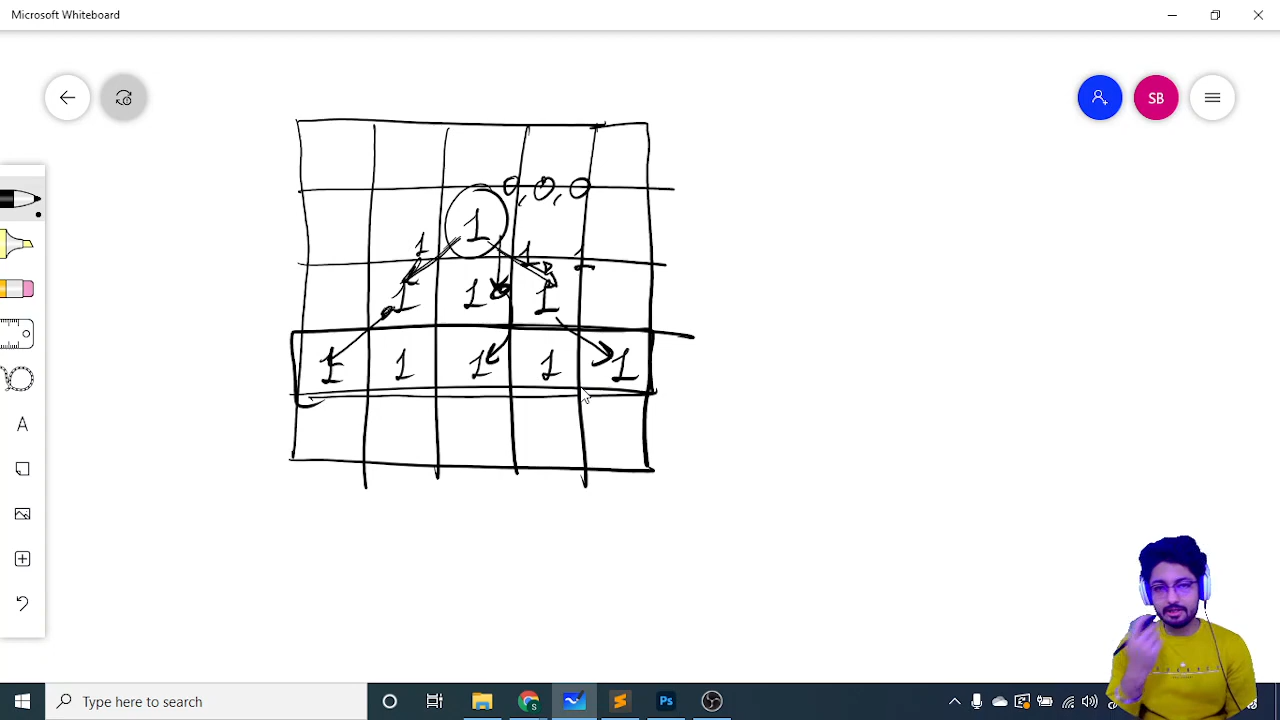 Microsoft Whiteboard
SB
0, 0, 0
1
1 1 1
1 1 1
1 1 1 1 1
A
Type here to search
Ps